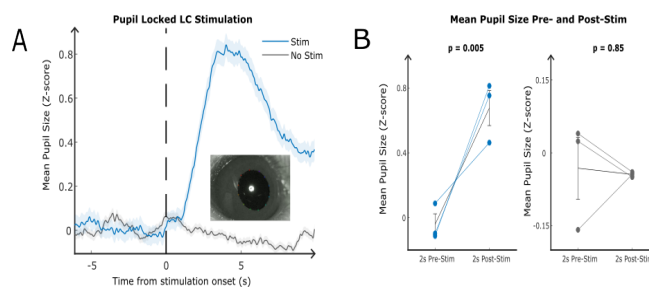 A
Pupil Locked LC Stimulation
Stim
No Stim
Mean Pupil Size (Z-score)
0.8
0.6
0.4
0.2
0
-5
0
5
Time from stimulation onset (s)
B
Mean Pupil Size Pre- and Post-Stim
p = 0.005
Mean Pupil Size (Z-score)
0.8
0.4
0
2s Pre-Stim
2s Post-Stim
p = 0.85
Mean Pupil Size (Z-score)
0.15
0
-0.15
2s Pre-Stim
2s Post-Stim